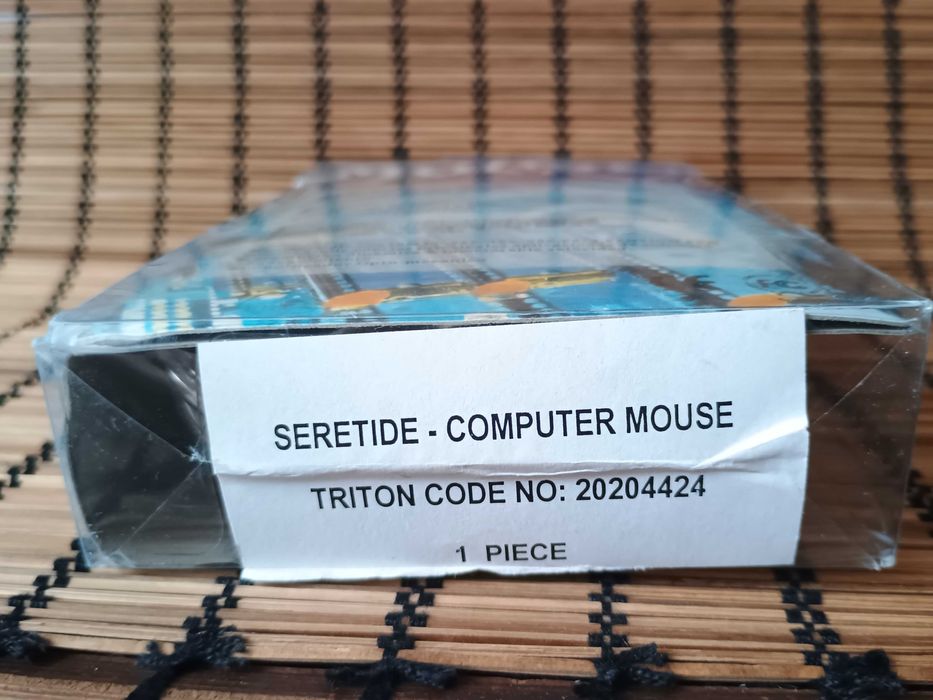 SERETIDE - COMPUTER MOUSE
TRITON CODE NO: 20204424
1 PIECE